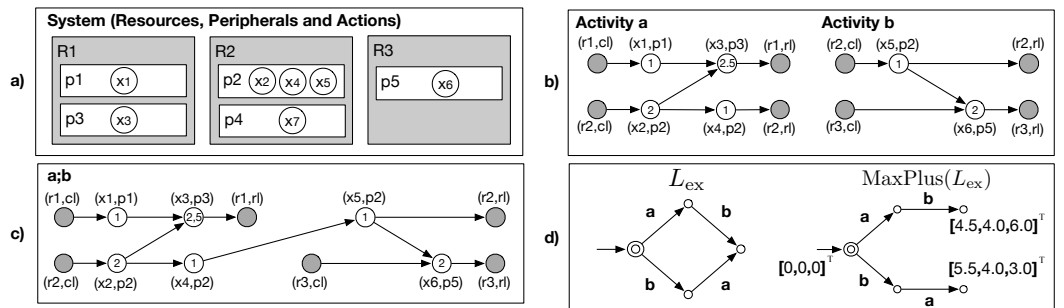 a)
System (Resources, Peripherals and Actions)
R1
p1 x1
p3 x3
R2
p2 x2 x4 x5
p4 x7
R3
p5 x6
b)
Activity a
(r1,cl) (x1,p1) (x3,p3) (r1,rl)
1 2.5
2 1
(r2,cl) (x2,p2) (x4,p2) (r2,rl)
Activity b
(r2,cl) (x5,p2) (r2,rl)
1
2
(r3,cl) (x6,p5) (r3,rl)
c)
a;b
(r1,cl) (x1,p1) (x3,p3) (r1,rl) (x5,p2) (r2,rl)
1 2,5 1
2 1 2
(r2,cl) (x2,p2) (x4,p2) (r3,cl) (x6,p5) (r3,rl)
d)
Lex
a b
b a
MaxPlus(Lex)
a b
[4.5,4.0,6.0]ᵀ
[0,0,0]ᵀ
[5.5,4.0,3.0]ᵀ
b a